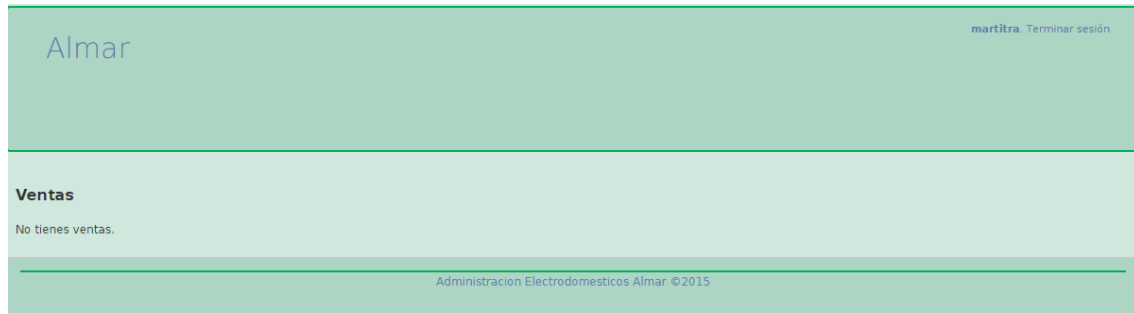 Almar
martitra. Terminar sesión
Ventas
No tienes ventas.
Administracion Electrodomesticos Almar ©2015